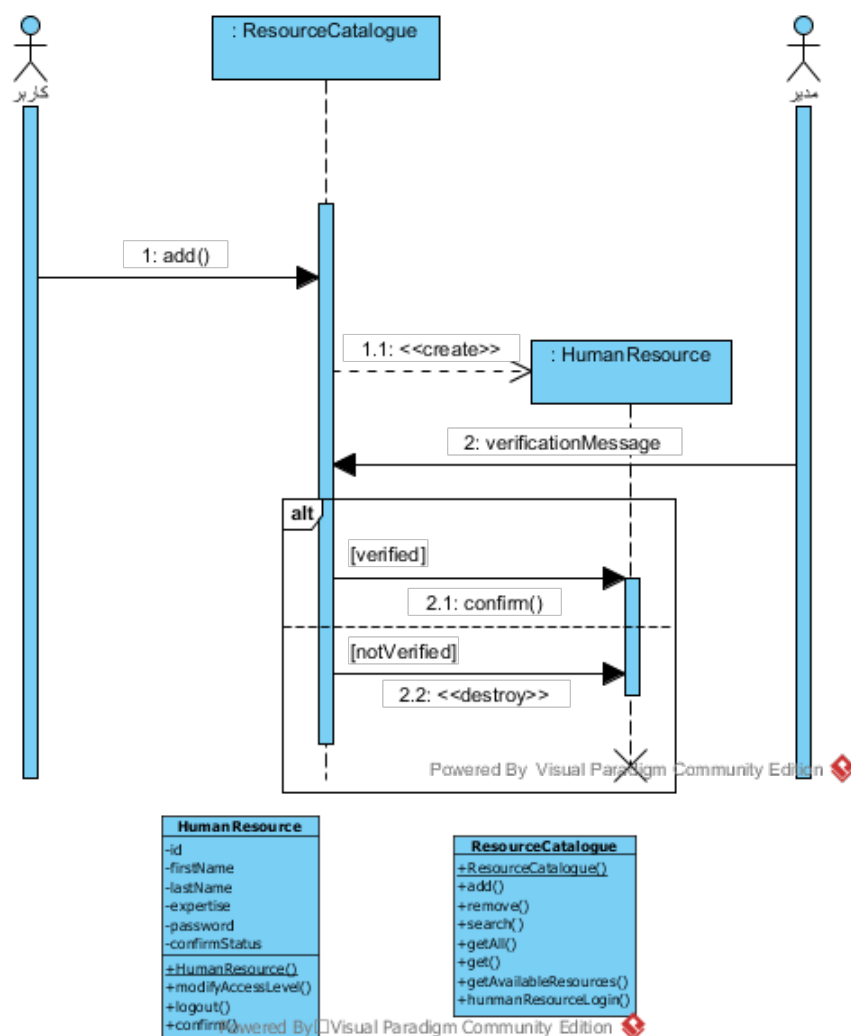 : ResourceCatalogue
کاربر
مدیر
1: add()
1.1: <<create>>
: HumanResource
2: verificationMessage
alt
[verified]
2.1: confirm()
[notVerified]
2.2: <<destroy>>
Powered By Visual Paradigm Community Edition
HumanResource
-id
-firstName
-lastName
-expertise
-password
-confirmStatus
+HumanResource()
+modifyAccessLevel()
+logout()
+confirm()
ResourceCatalogue
+ResourceCatalogue()
+add()
+remove()
+search()
+getAll()
+get()
+getAvailableResources()
+hunmanResourceLogin()
Powered By Visual Paradigm Community Edition